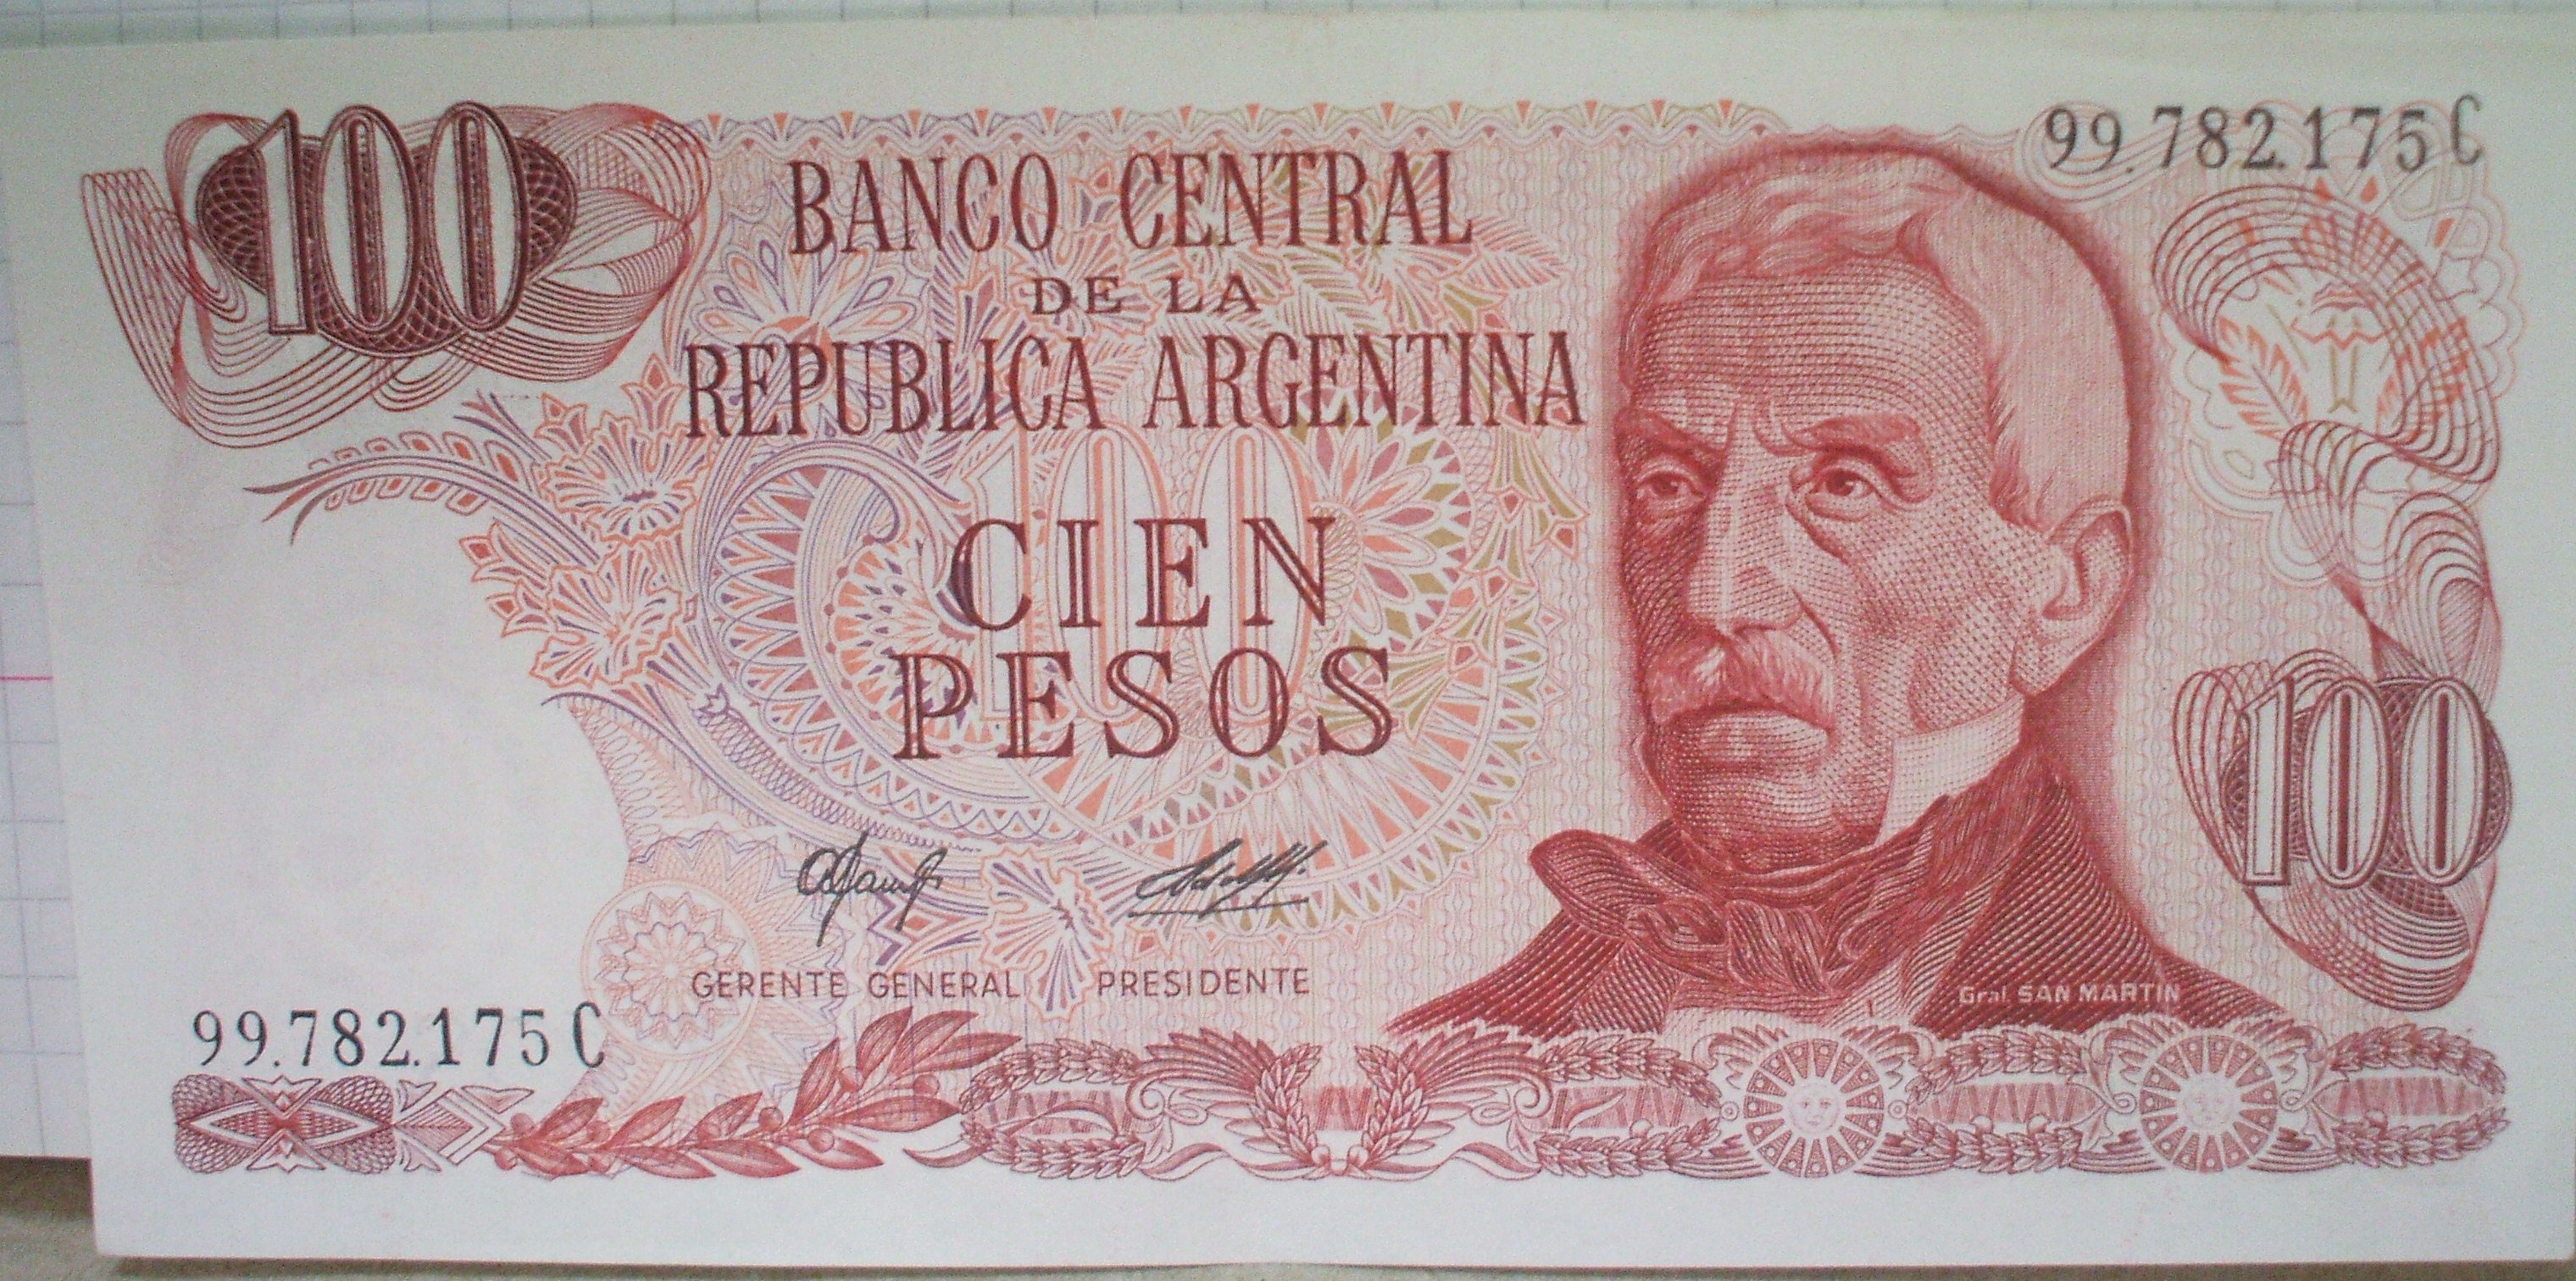 100
99.782.175C
BANCO CENTRAL
DE LA
REPUBLICA ARGENTINA
100
CIEN
PESOS
100
GERENTE GENERAL PRESIDENTE
Gral. SAN MARTIN
99.782.175C